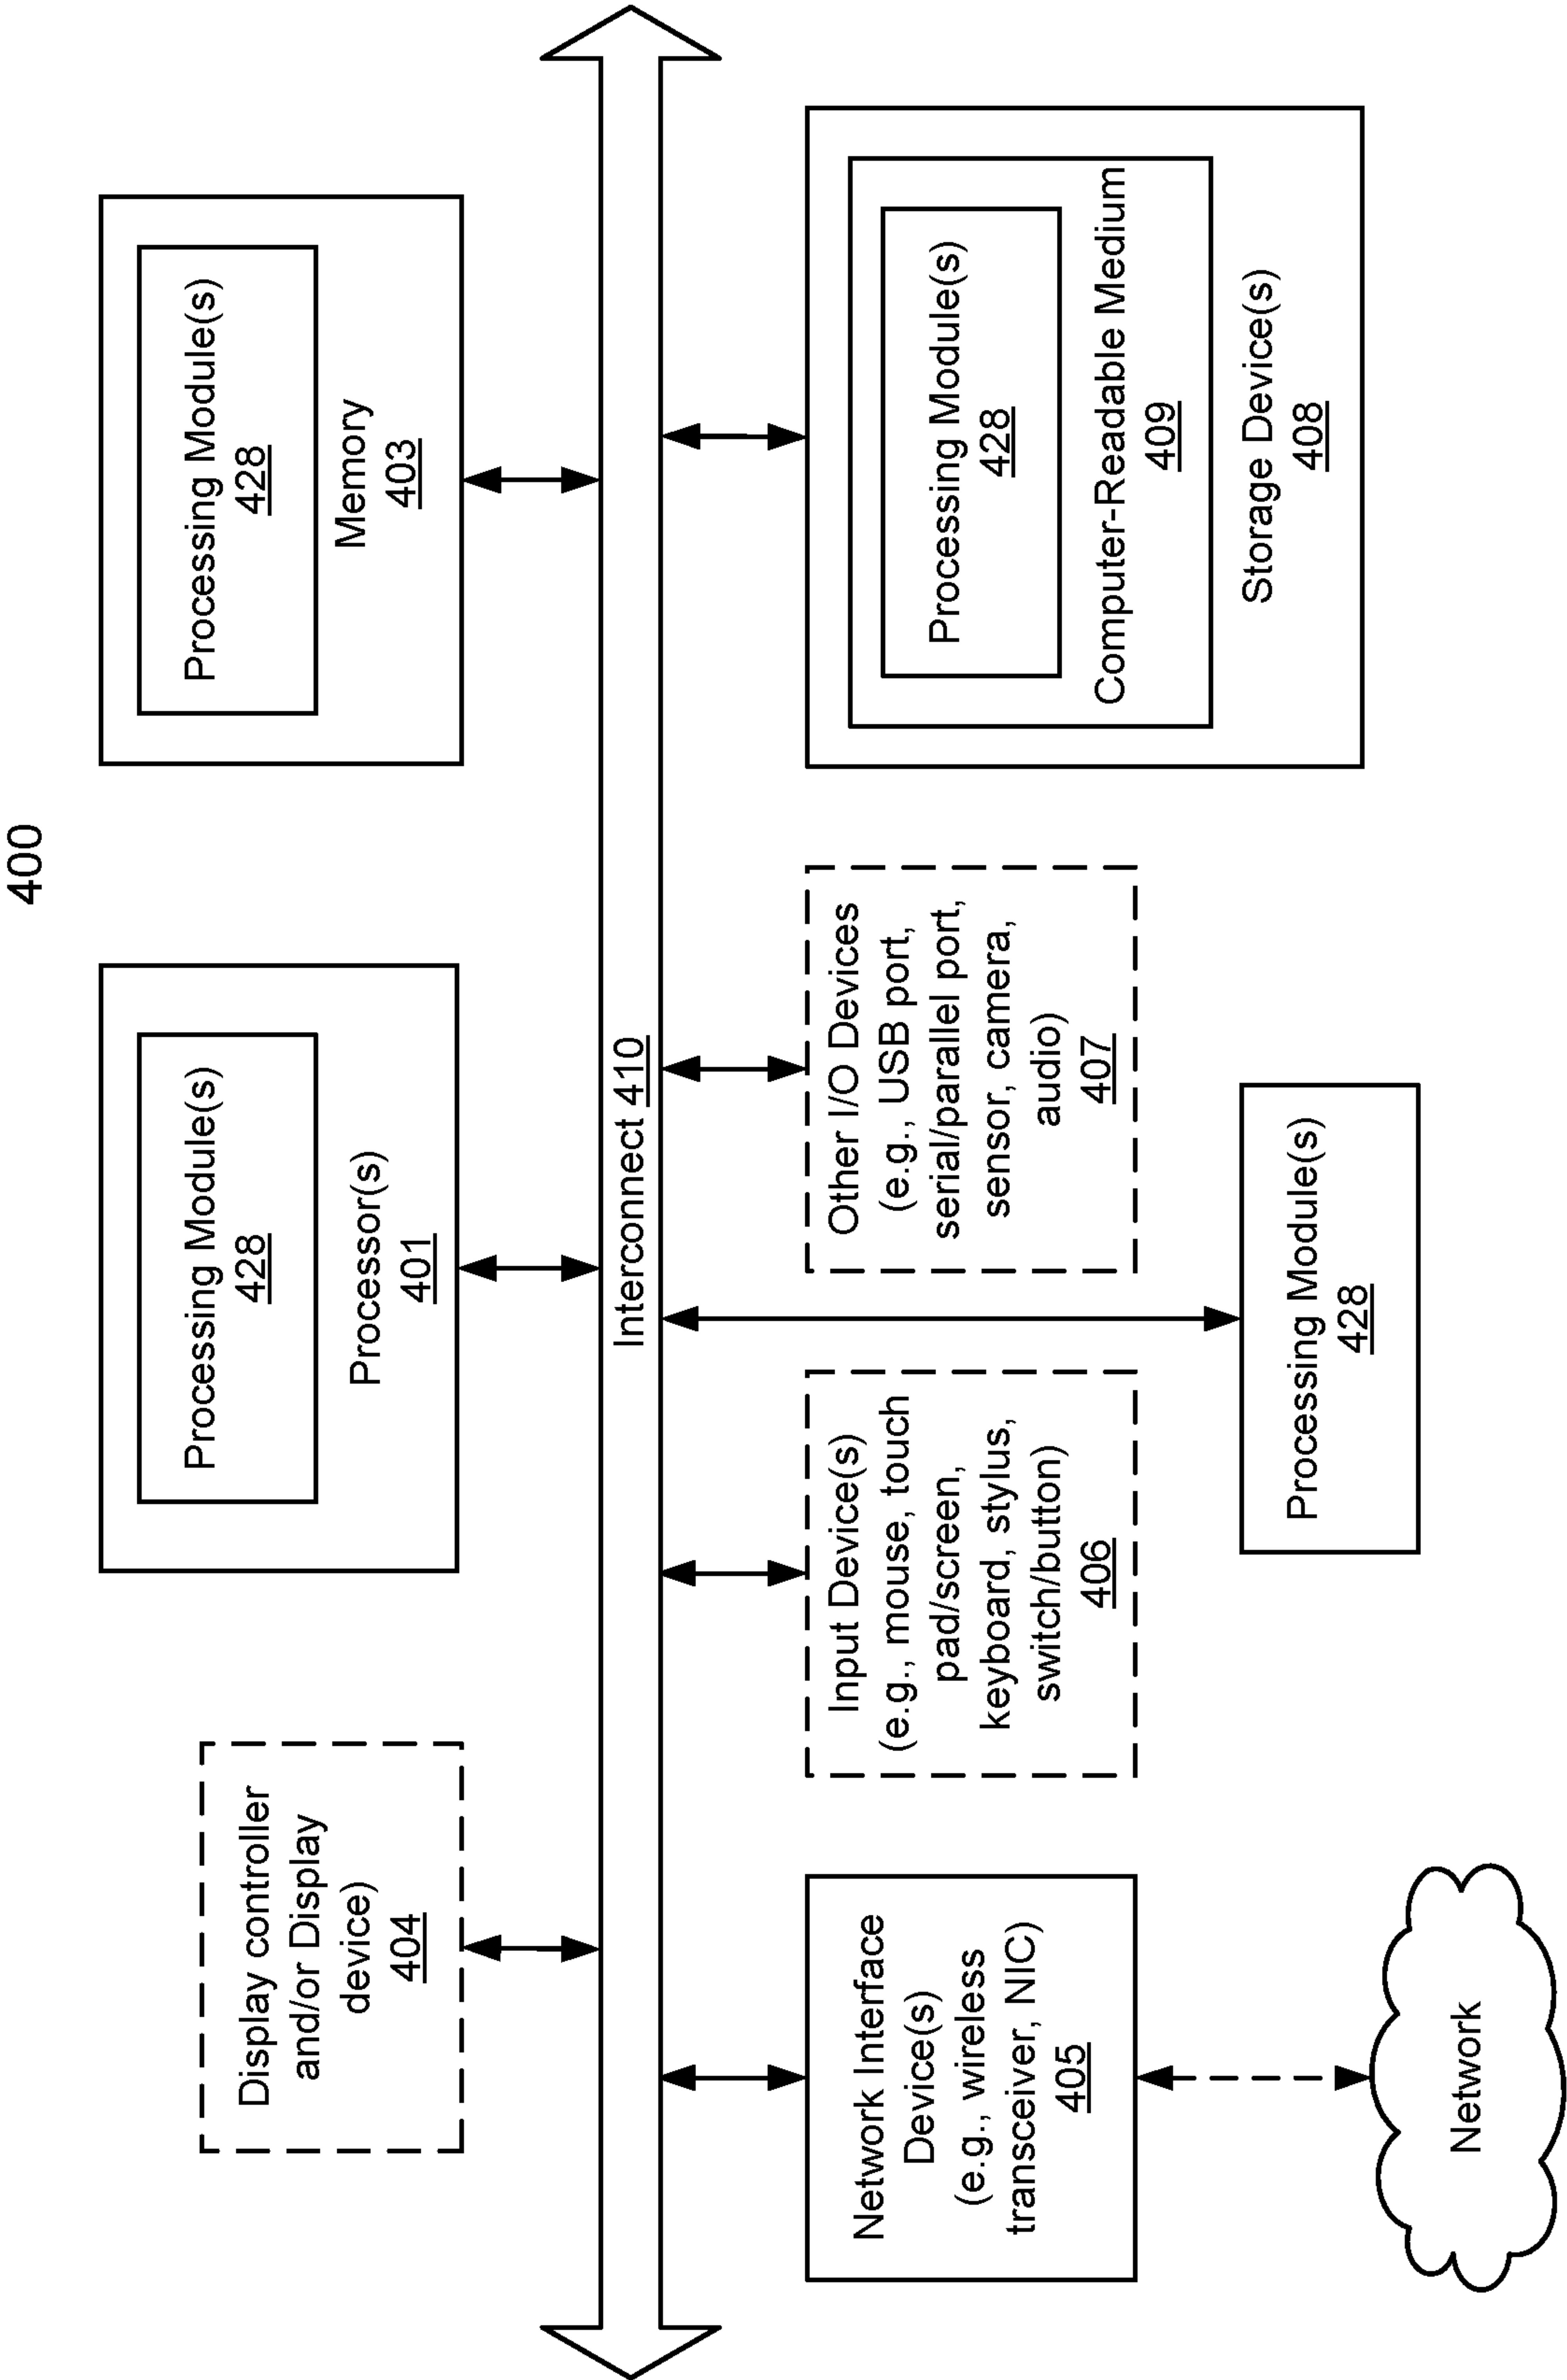 400
Display controller
and/or Display
device)
404
Processing Module(s)
428
Processor(s)
401
Processing Module(s)
428
Memory
403
Interconnect 410
Network Interface
Device(s)
(e.g., wireless
transceiver, NIC)
405
Input Device(s)
(e.g., mouse, touch
pad/screen,
keyboard, stylus,
switch/button)
406
Other I/O Devices
(e.g., USB port,
serial/parallel port,
sensor, camera,
audio)
407
Processing Module(s)
428
Computer-Readable Medium
409
Storage Device(s)
408
Processing Module(s)
428
Network